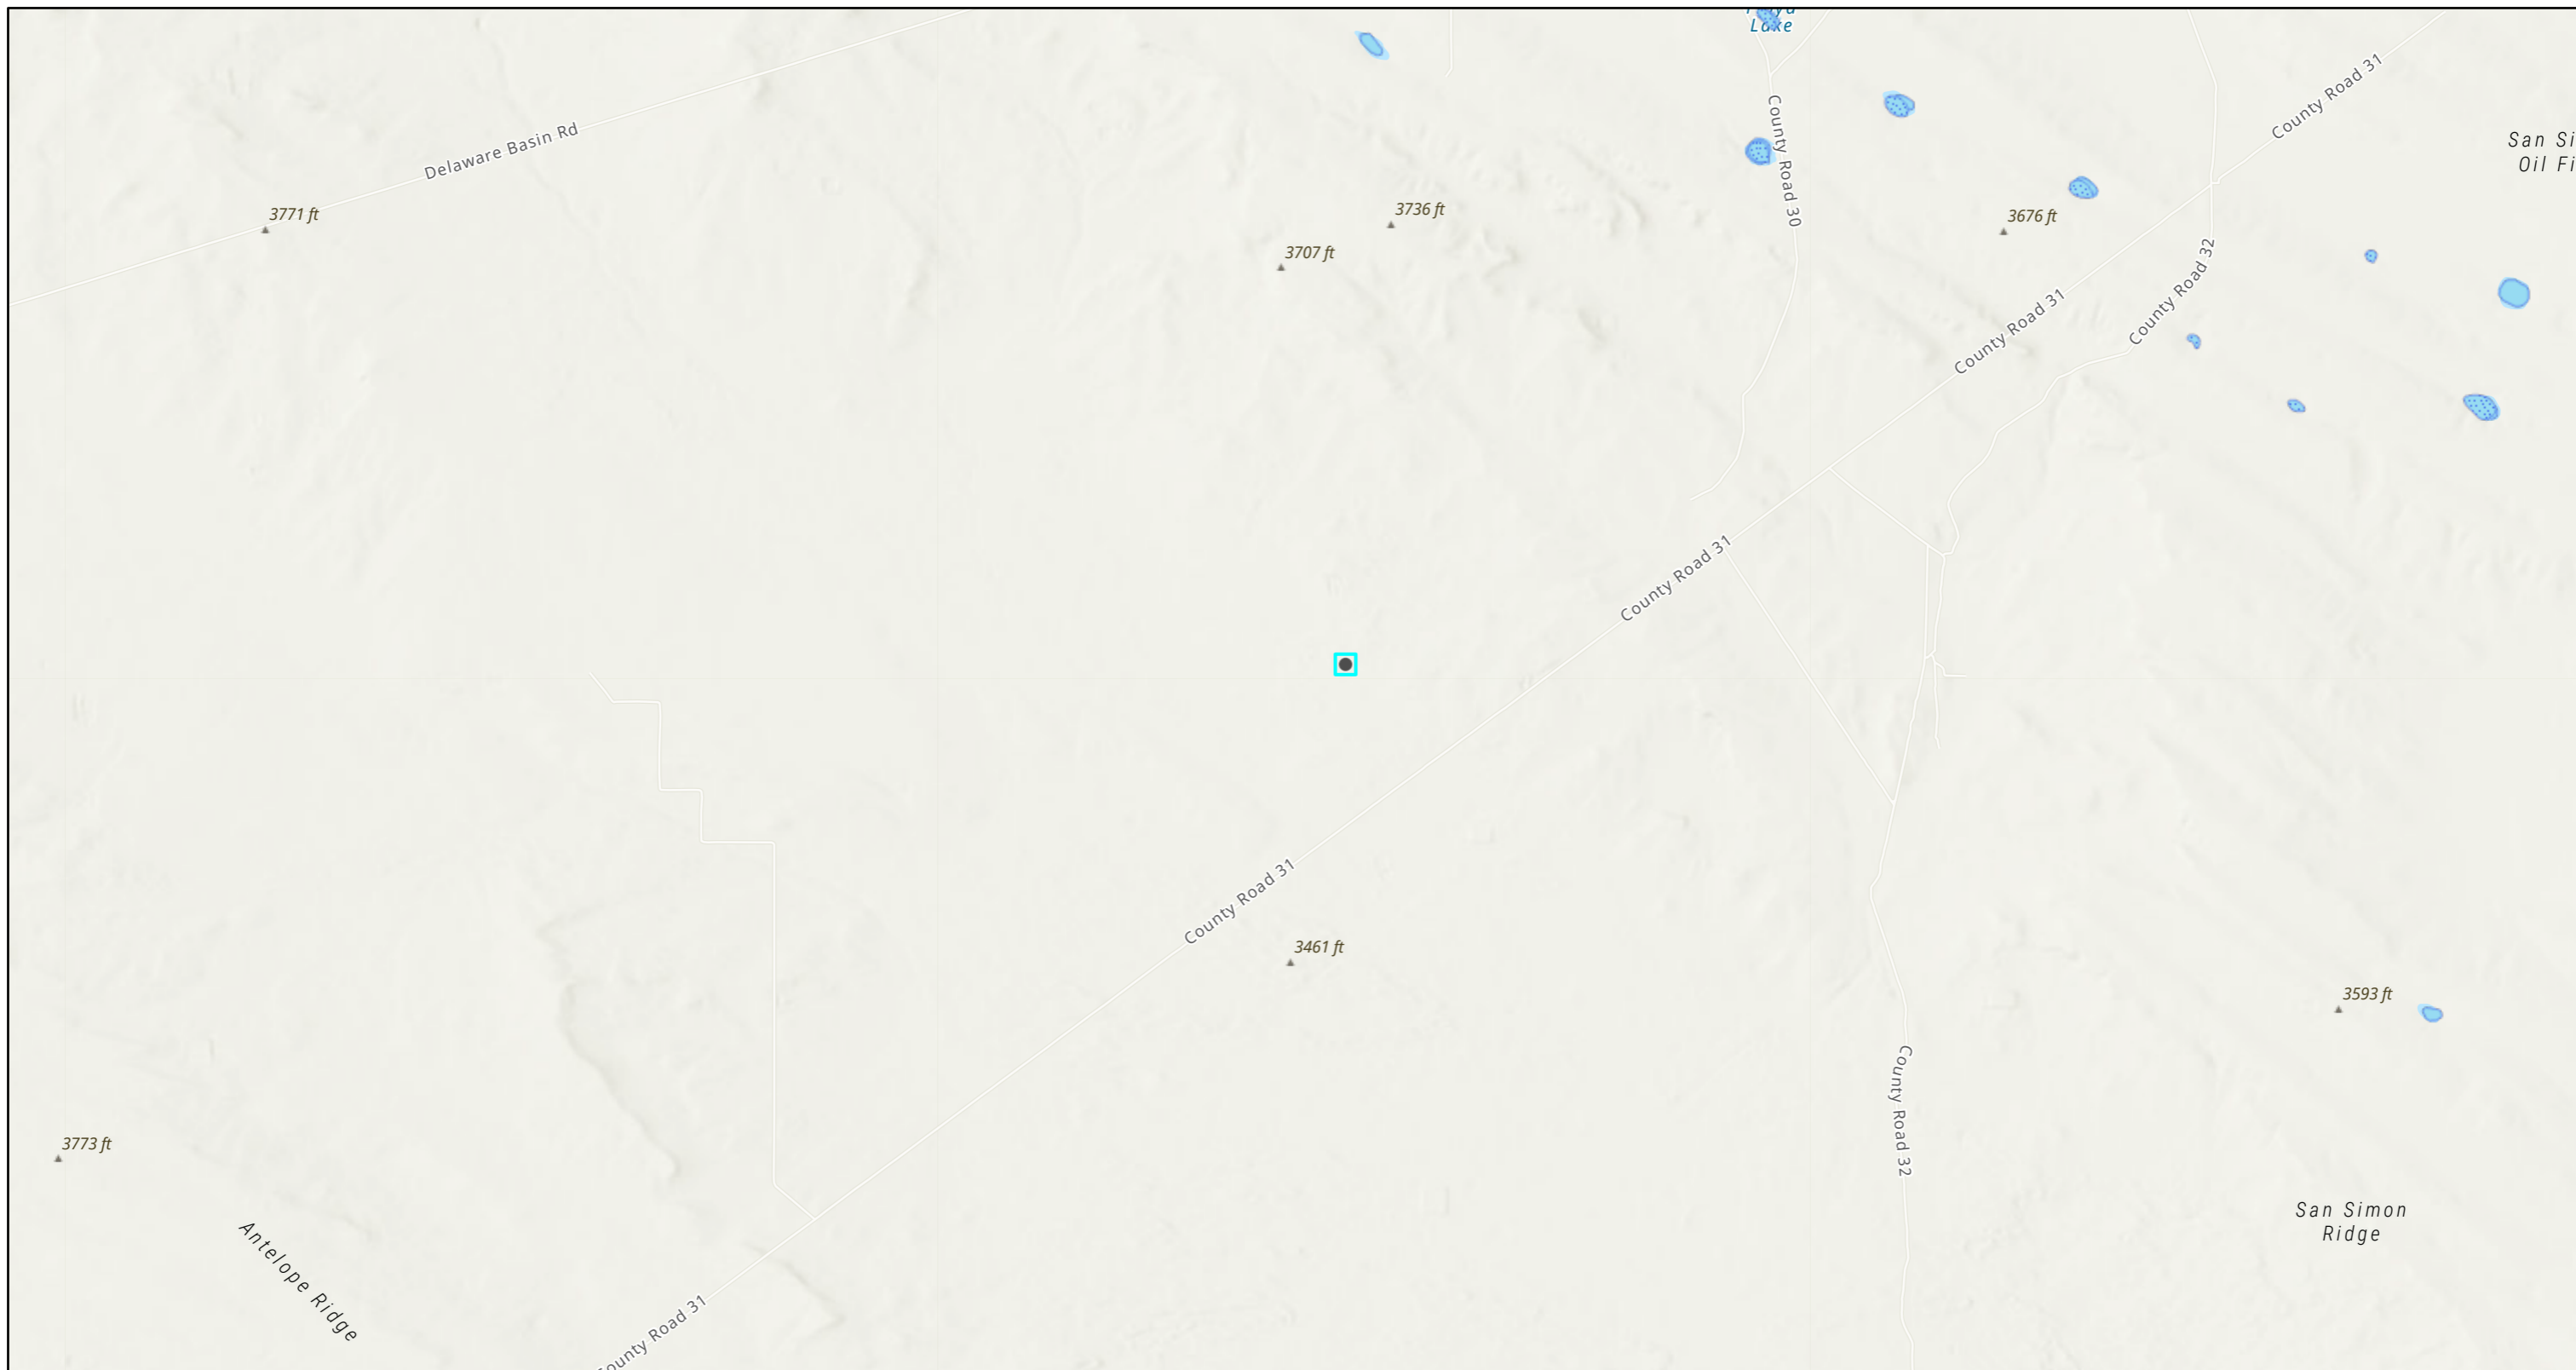 Lake
County Road 31
Delaware Basin Rd
County Road 30
San Si
Oil Fi
3771 ft
3736 ft
3676 ft
3707 ft
County Road 32
County Road 31
County Road 31
County Road 31
3461 ft
3593 ft
County Road 32
3773 ft
San Simon
Ridge
Antelope Ridge
ounty Road 31